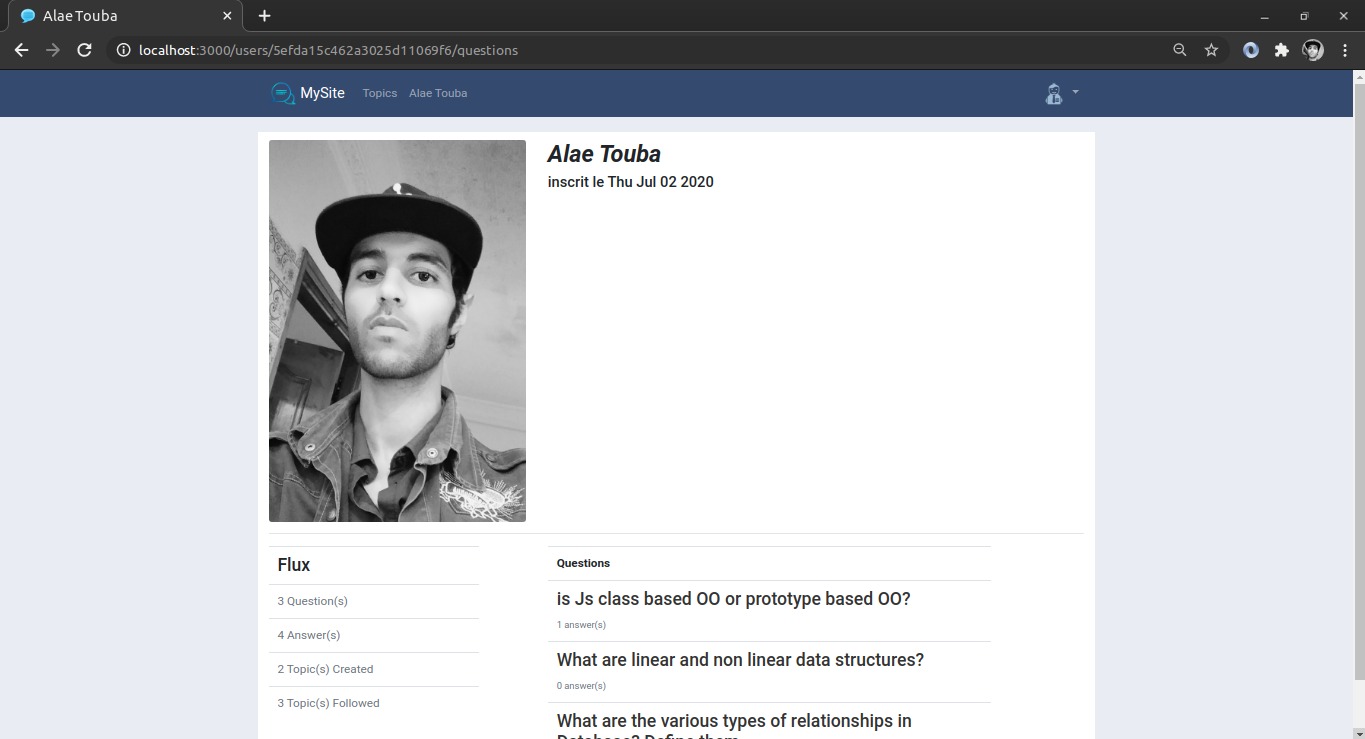 Alae Touba
localhost:3000/users/5efda15c462a3025d11069f6/questions
MySite Topics Alae Touba
Alae Touba
inscrit le Thu Jul 02 2020
Flux
3 Question(s)
4 Answer(s)
2 Topic(s) Created
3 Topic(s) Followed
Questions
is Js class based OO or prototype based OO?
1 answer(s)
What are linear and non linear data structures?
0 answer(s)
What are the various types of relationships in
Database? Define them